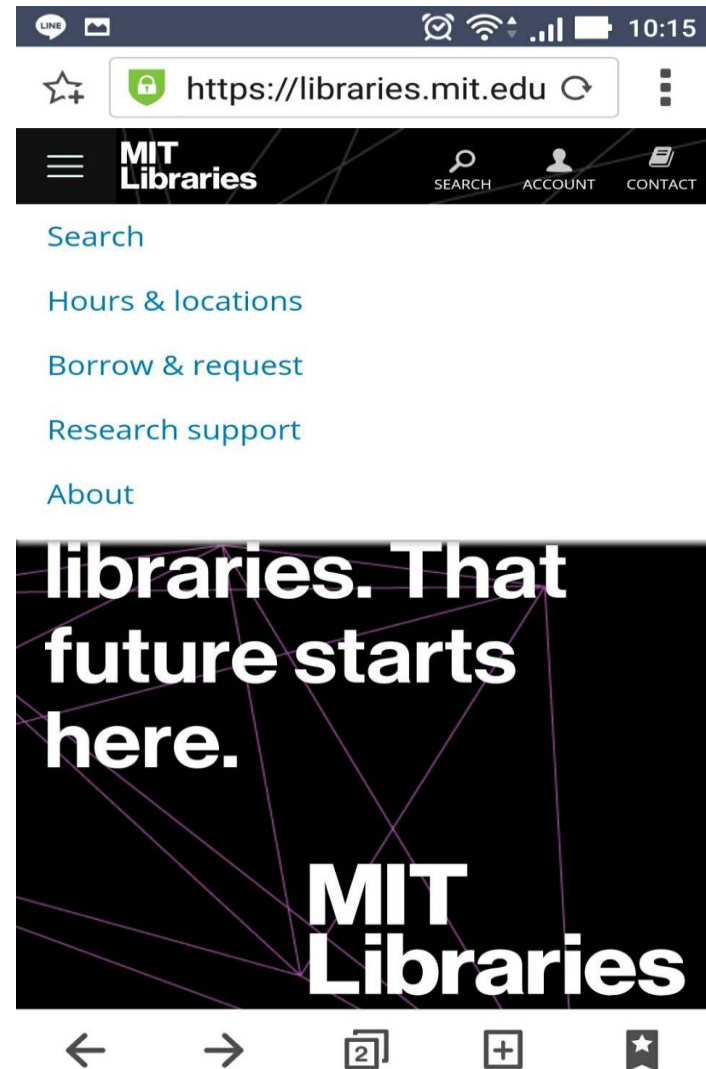 LINE
10:15
https://libraries.mit.edu
MIT
Libraries
SEARCH
ACCOUNT
CONTACT
Search
Hours & locations
Borrow & request
Research support
About
libraries. That
future starts
here.
MIT
Libraries
2